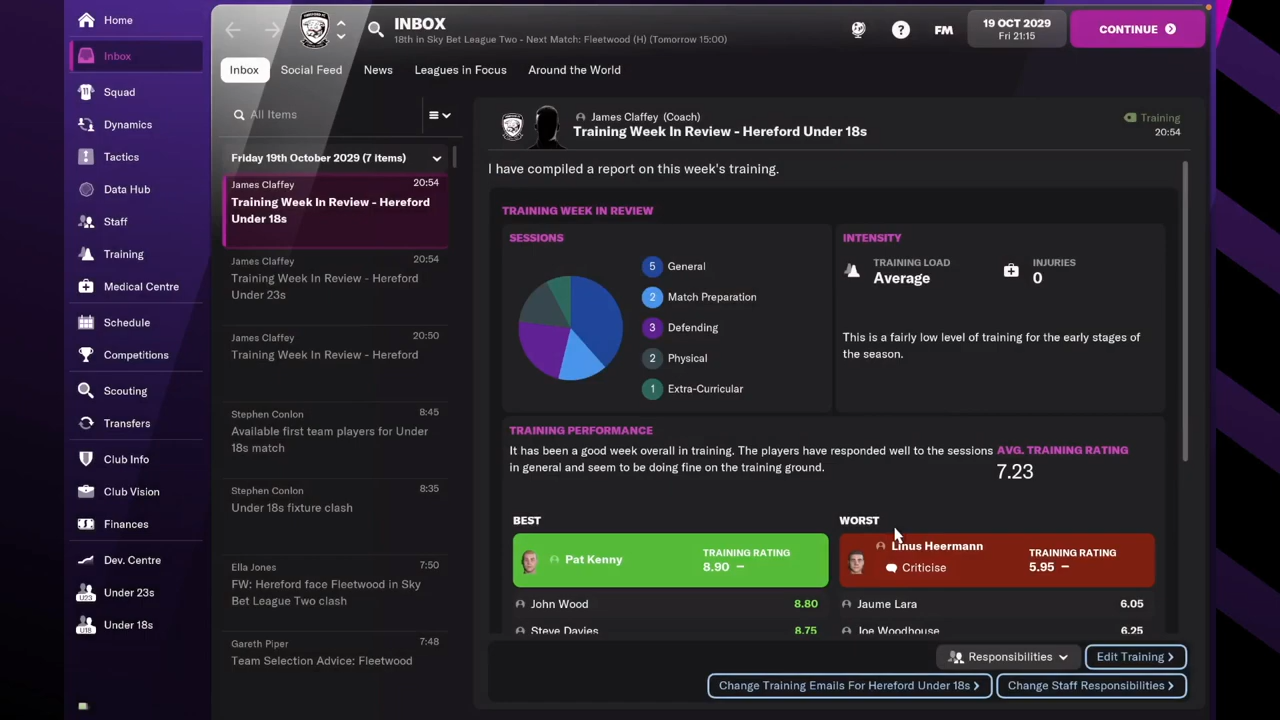 Home
Inbox
Squad
Dynamics
Tactics
Data Hub
Staff
Training
Medical Centre
Schedule
Competitions
Scouting
Transfers
Club Info
Club Vision
Finances
Dev. Centre
U23
Under 23s
U18
Under 18s
INBOX
18th in Sky Bet League Two - Next Match: Fleetwood (H) (Tomorrow 15:00)
?
FM
19 OCT 2029
Fri 21:15
CONTINUE
Inbox
Social Feed
News
Leagues in Focus
Around the World
All Items
Friday 19th October 2029 (7 items)
James Claffey 20:54
Training Week In Review - Hereford
Under 18s
James Claffey 20:54
Training Week In Review - Hereford
Under 23s
James Claffey 20:50
Training Week In Review - Hereford
Stephen Conlon 8:45
Available first team players for Under
18s match
Stephen Conlon 8:35
Under 18s fixture clash
Ella Jones 7:50
FW: Hereford face Fleetwood in Sky
Bet League Two clash
Gareth Piper 7:48
Team Selection Advice: Fleetwood
James Claffey (Coach)
Training Week In Review - Hereford Under 18s
Training
20:54
I have compiled a report on this week's training.
TRAINING WEEK IN REVIEW
SESSIONS
5 General
2 Match Preparation
3 Defending
2 Physical
1 Extra-Curricular
INTENSITY
TRAINING LOAD
Average
INJURIES
0
This is a fairly low level of training for the early stages of
the season.
TRAINING PERFORMANCE
It has been a good week overall in training. The players have responded well to the sessions
in general and seem to be doing fine on the training ground.
AVG. TRAINING RATING
7.23
BEST
Pat Kenny
TRAINING RATING
8.90 –
John Wood 8.80
Steve Davies 8.75
WORST
Linus Heermann
Criticise
TRAINING RATING
5.95 –
Jaume Lara 6.05
Joe Woodhouse 6.25
Responsibilities
Edit Training
Change Training Emails For Hereford Under 18s
Change Staff Responsibilities